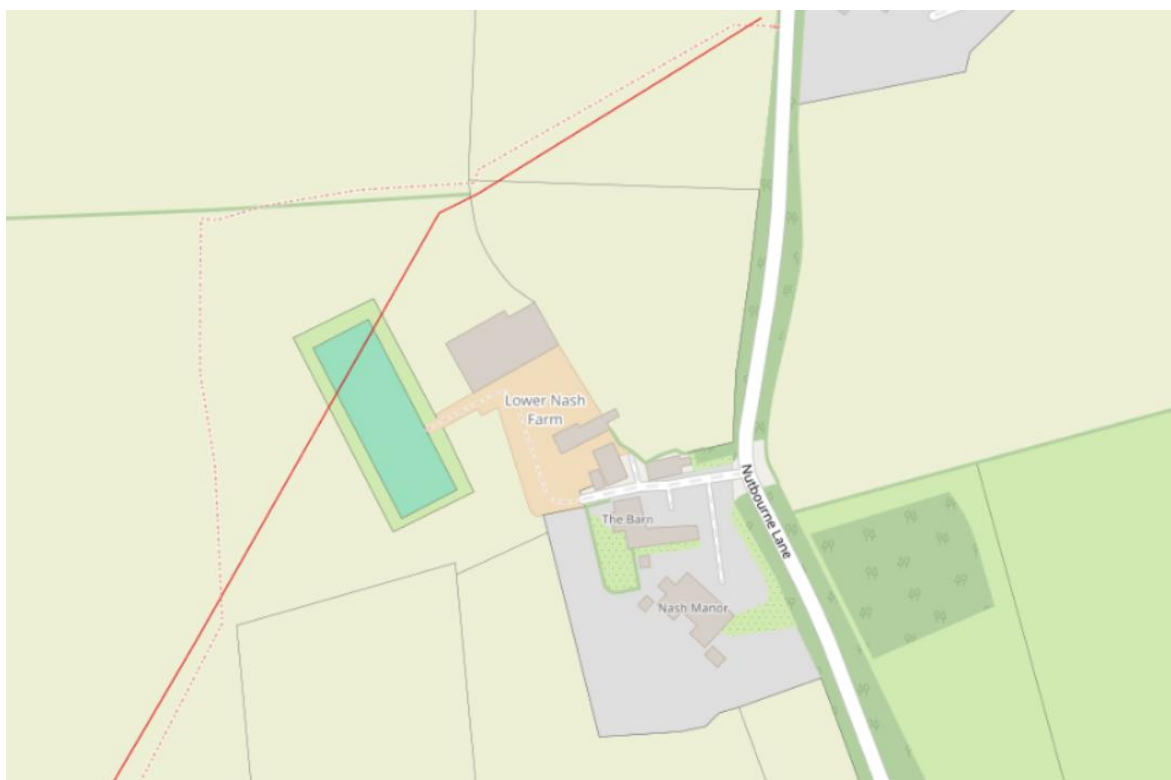 Lower Nash
Farm
Nutbourne Lane
The Barn
Nash Manor